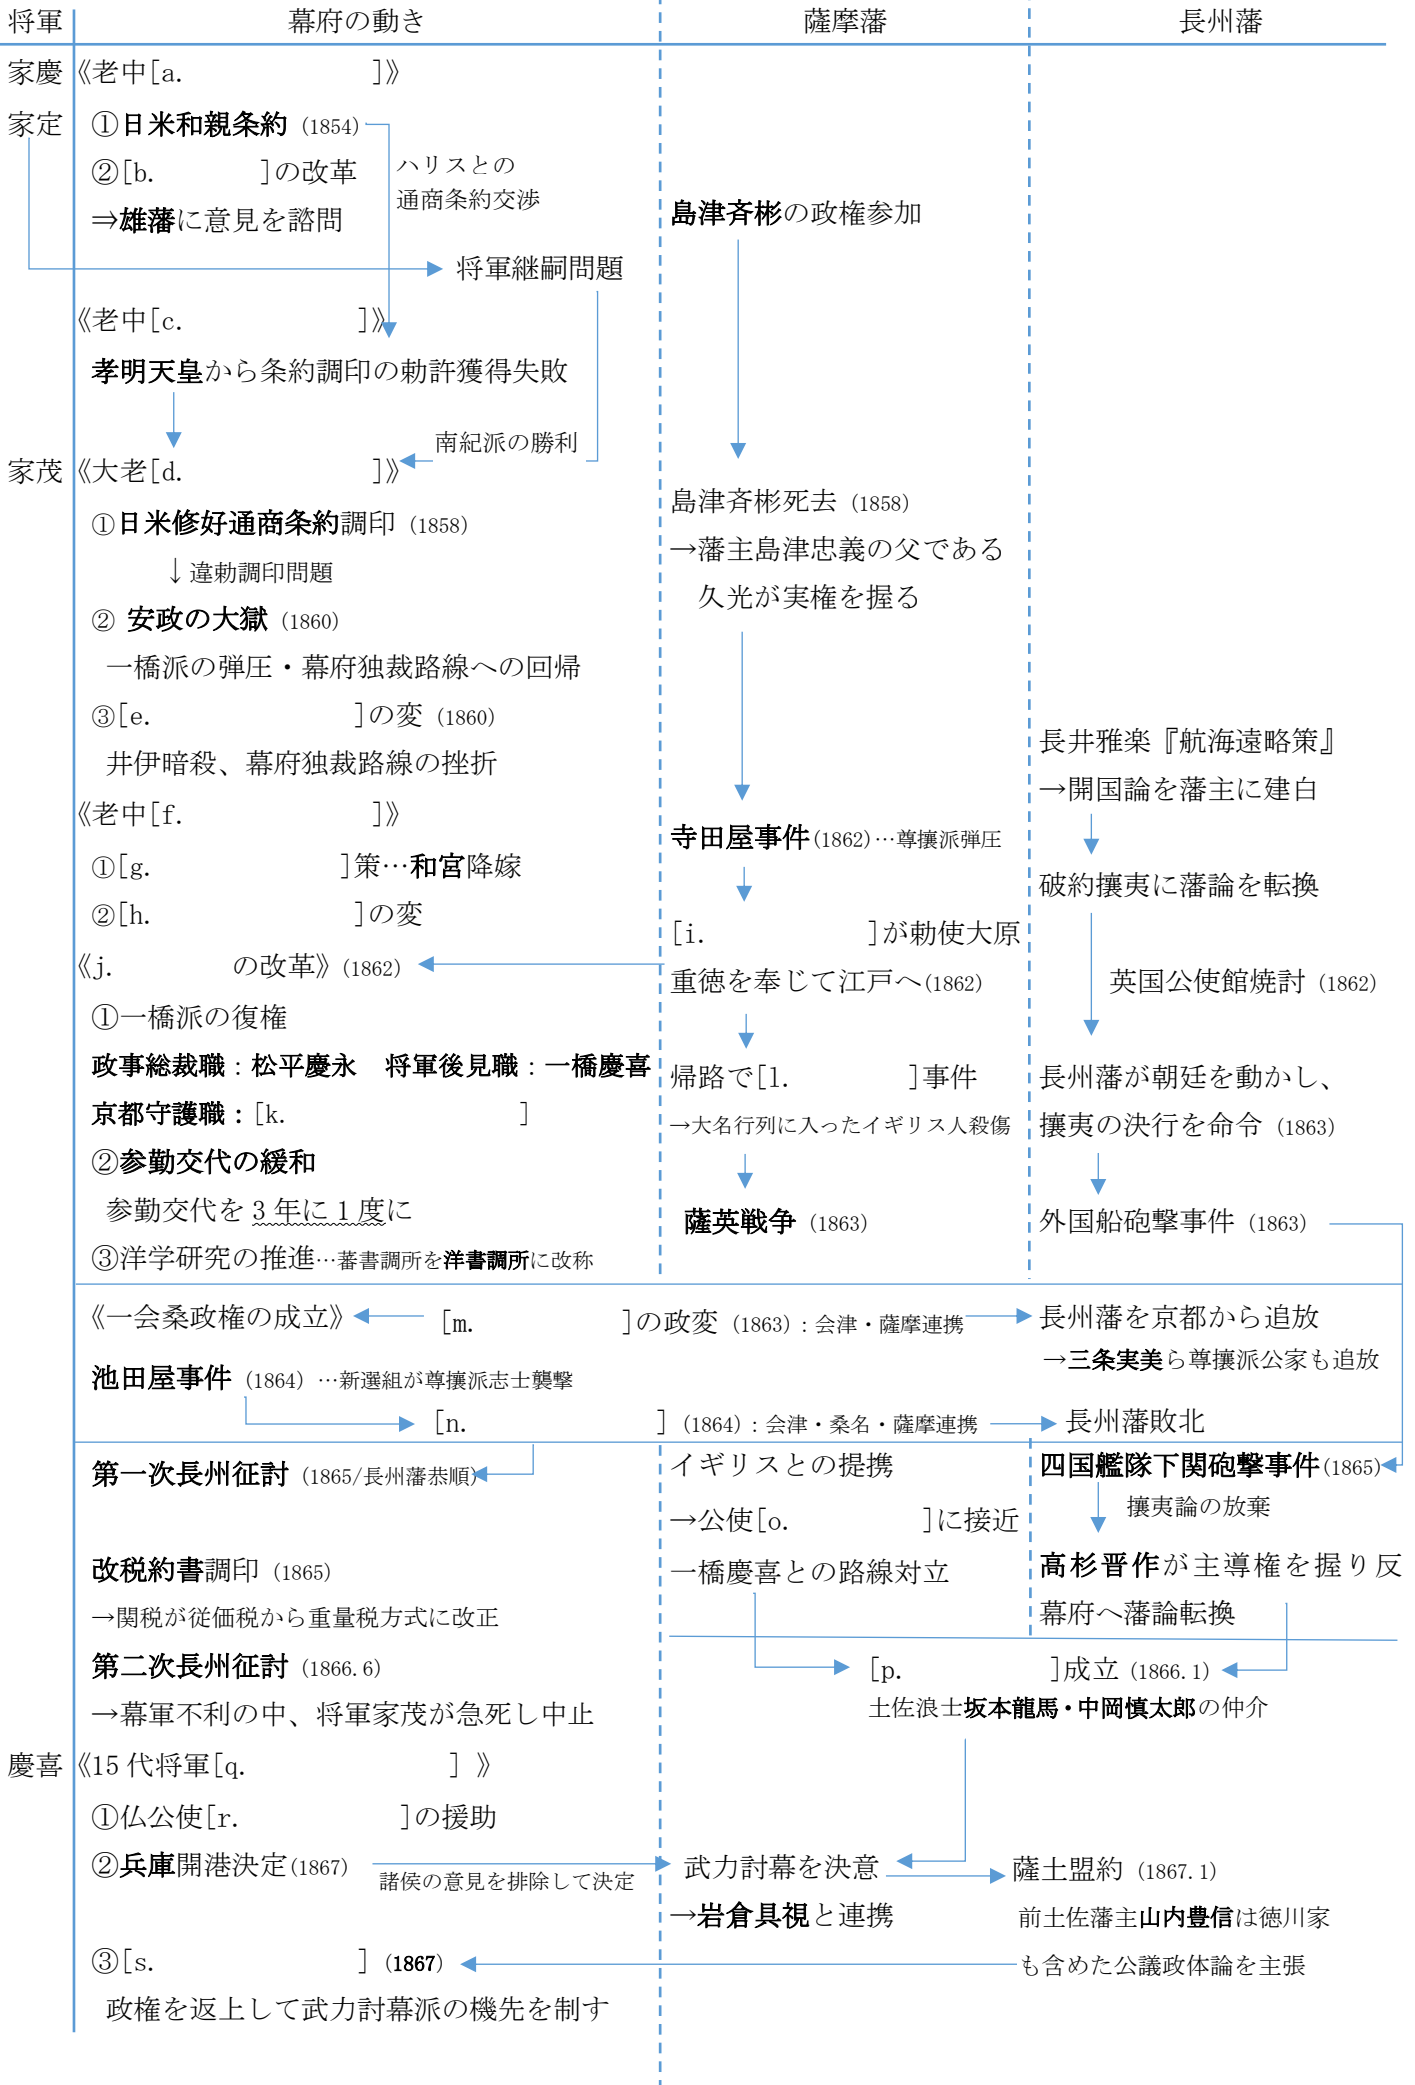 将軍 幕府の動き 薩摩藩 長州藩
家慶 《老中[a. ]》
家定 ①日米和親条約 (1854)
②[b. ]の改革
⇒雄藩に意見を諮問
ハリスとの
通商条約交渉
将軍継嗣問題
《老中[c. ]》
孝明天皇から条約調印の勅許獲得失敗
南紀派の勝利
家茂 《大老[d. ]》
①日米修好通商条約調印 (1858)
↓違勅調印問題
② 安政の大獄 (1860)
一橋派の弾圧・幕府独裁路線への回帰
③[e. ]の変 (1860)
井伊暗殺、幕府独裁路線の挫折
《老中[f. ]》
①[g. ]策…和宮降嫁
②[h. ]の変
《j. の改革》(1862)
①一橋派の復権
政事総裁職:松平慶永 将軍後見職:一橋慶喜
京都守護職:[k. ]
②参勤交代の緩和
参勤交代を 3 年に 1 度に
③洋学研究の推進…蕃書調所を洋書調所に改称
島津斉彬の政権参加
島津斉彬死去 (1858)
→藩主島津忠義の父である
久光が実権を握る
寺田屋事件(1862)…尊攘派弾圧
[i. ]が勅使大原
重徳を奉じて江戸へ(1862)
帰路で[l. ]事件
→大名行列に入ったイギリス人殺傷
薩英戦争 (1863)
長井雅楽『航海遠略策』
→開国論を藩主に建白
破約攘夷に藩論を転換
英国公使館焼討 (1862)
長州藩が朝廷を動かし、
攘夷の決行を命令 (1863)
外国船砲撃事件 (1863)
《一会桑政権の成立》 [m. ]の政変 (1863):会津・薩摩連携 長州藩を京都から追放
→三条実美ら尊攘派公家も追放
池田屋事件 (1864) …新選組が尊攘派志士襲撃
[n. ] (1864):会津・桑名・薩摩連携 長州藩敗北
第一次長州征討 (1865/長州藩恭順)
改税約書調印 (1865)
→関税が従価税から重量税方式に改正
第二次長州征討 (1866.6)
→幕軍不利の中、将軍家茂が急死し中止
イギリスとの提携
→公使[o. ]に接近
一橋慶喜との路線対立
四国艦隊下関砲撃事件(1865)
攘夷論の放棄
高杉晋作が主導権を握り反
幕府へ藩論転換
[p. ]成立 (1866.1)
土佐浪士坂本龍馬・中岡慎太郎の仲介
慶喜 《15 代将軍[q. ] 》
①仏公使[r. ]の援助
②兵庫開港決定(1867)
諸侯の意見を排除して決定
武力討幕を決意
→岩倉具視と連携
薩土盟約 (1867.1)
前土佐藩主山内豊信は徳川家
も含めた公議政体論を主張
③[s. ] (1867)
政権を返上して武力討幕派の機先を制す